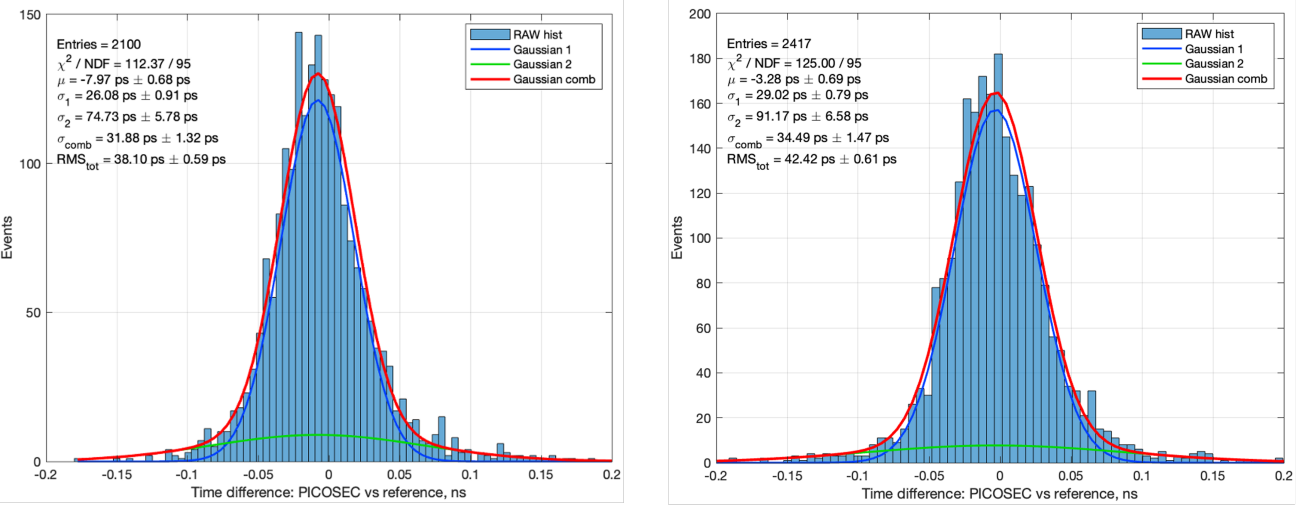 150
Entries = 2100
χ² / NDF = 112.37 / 95
μ = -7.97 ps ± 0.68 ps
σ₁ = 26.08 ps ± 0.91 ps
σ₂ = 74.73 ps ± 5.78 ps
σcomb = 31.88 ps ± 1.32 ps
RMStot = 38.10 ps ± 0.59 ps
RAW hist
Gaussian 1
Gaussian 2
Gaussian comb
100
50
0
Events
-0.2 -0.15 -0.1 -0.05 0 0.05 0.1 0.15 0.2
Time difference: PICOSEC vs reference, ns
200
Entries = 2417
χ² / NDF = 125.00 / 95
μ = -3.28 ps ± 0.69 ps
σ₁ = 29.02 ps ± 0.79 ps
σ₂ = 91.17 ps ± 6.58 ps
σcomb = 34.49 ps ± 1.47 ps
RMStot = 42.42 ps ± 0.61 ps
RAW hist
Gaussian 1
Gaussian 2
Gaussian comb
180
160
140
120
100
80
60
40
20
0
Events
-0.2 -0.15 -0.1 -0.05 0 0.05 0.1 0.15 0.2
Time difference: PICOSEC vs reference, ns